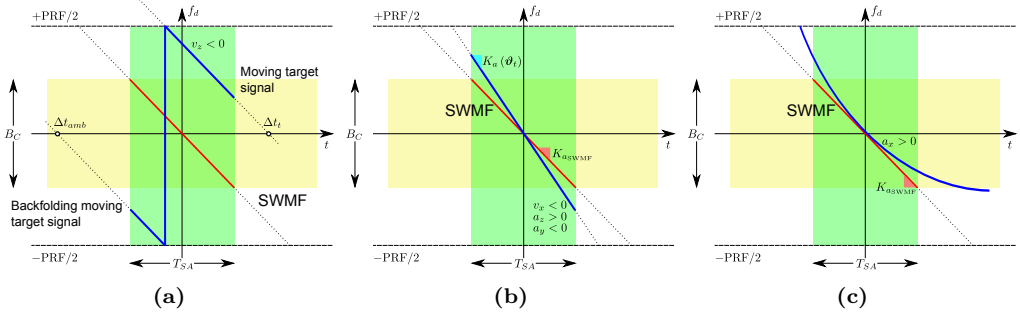 +PRF/2
f_d
v_z < 0
Moving target
signal
Δt_amb
Δt_t
B_C
t
Backfolding moving
target signal
SWMF
−PRF/2
T_SA
(a)
+PRF/2
f_d
K_a (ϑ_t)
SWMF
B_C
t
K_a_SWMF
v_x < 0
a_z > 0
a_y < 0
−PRF/2
T_SA
(b)
+PRF/2
f_d
SWMF
B_C
a_x > 0
t
K_a_SWMF
−PRF/2
T_SA
(c)